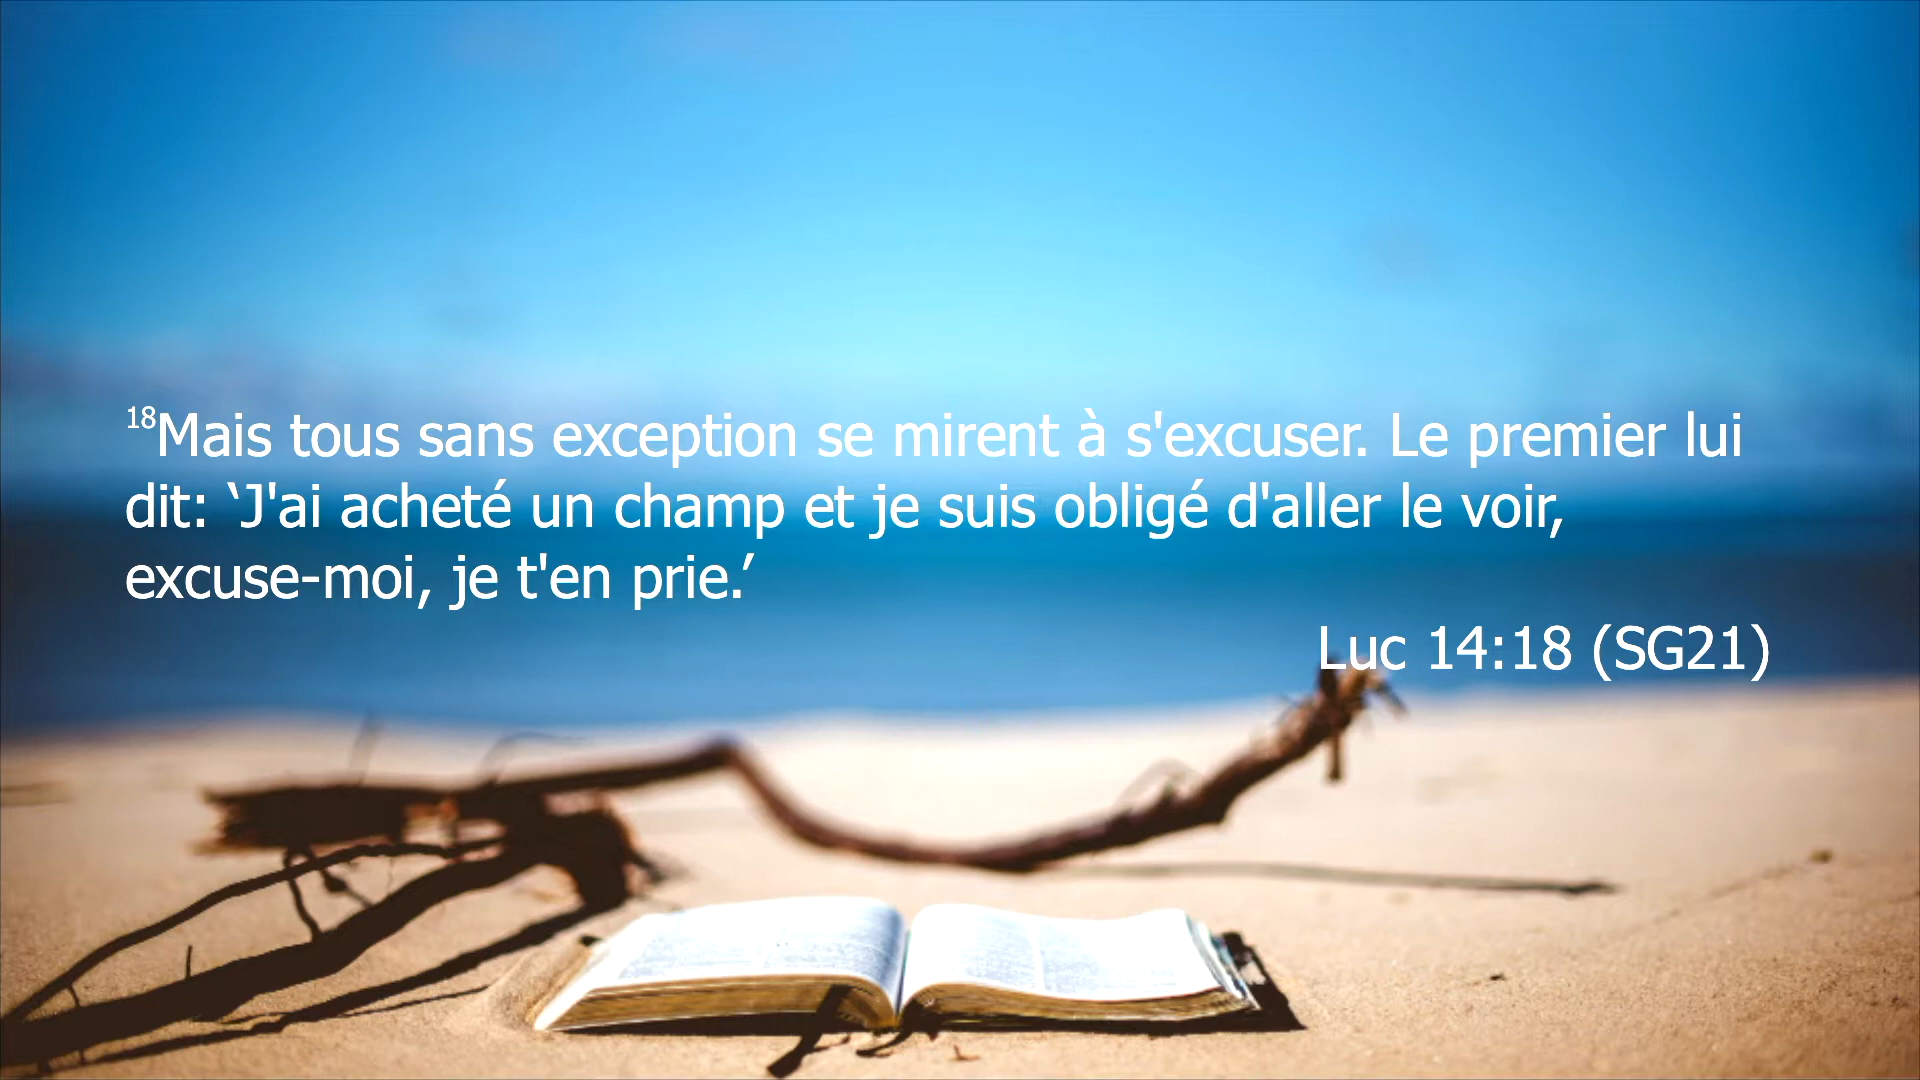 18Mais tous sans exception se mirent à s'excuser. Le premier lui
dit: ‘J'ai acheté un champ et je suis obligé d'aller le voir,
excuse-moi, je t'en prie.’
Luc 14:18 (SG21)